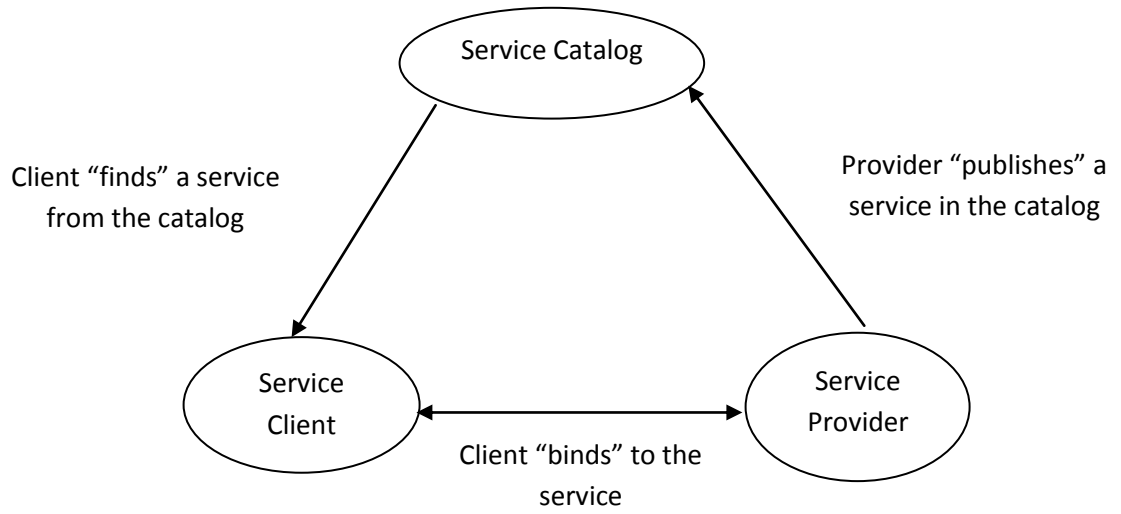 Service Catalog
Client “finds” a service
from the catalog
Provider “publishes” a
service in the catalog
Service
Client
Service
Provider
Client “binds” to the
service